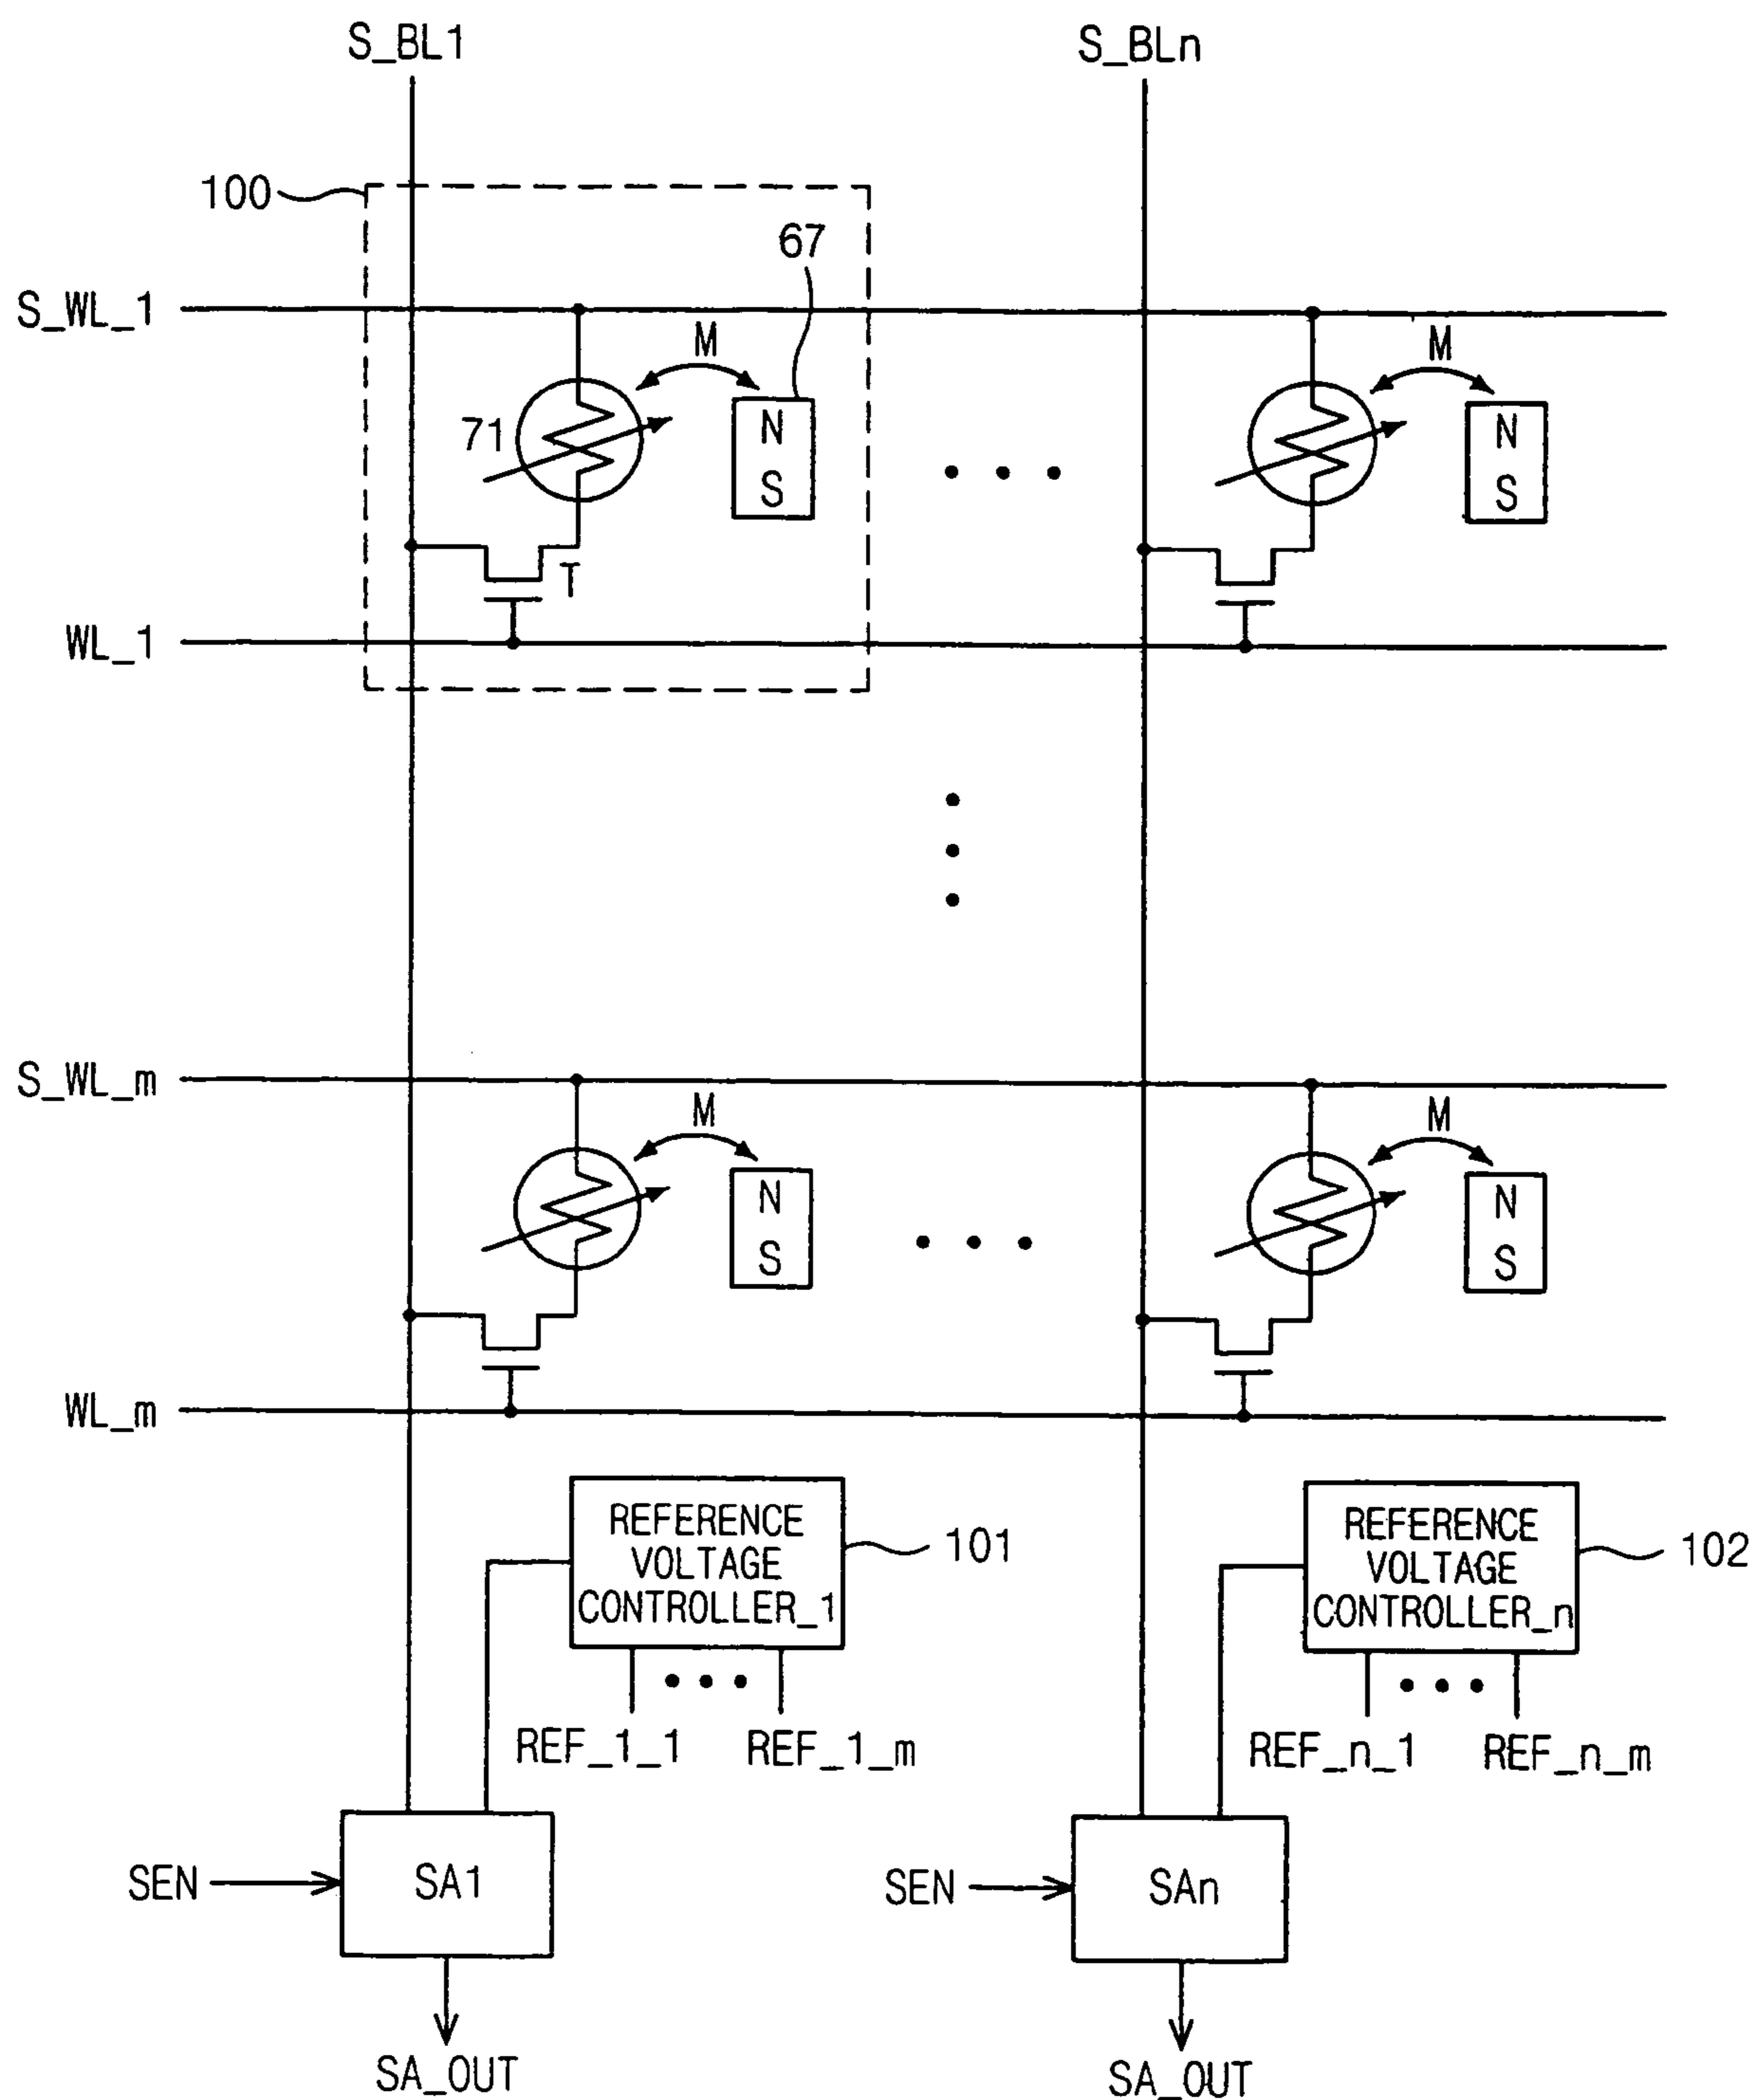 S_BL1
S_BLn
100
67
S_WL_1
M
M
71
N
S
N
S
T
WL_1
S_WL_m
M
M
N
S
N
S
WL_m
REFERENCE
VOLTAGE
CONTROLLER_1
101
REFERENCE
VOLTAGE
CONTROLLER_n
102
REF_1_1
REF_1_m
REF_n_1
REF_n_m
SEN
SA1
SEN
SAn
SA_OUT
SA_OUT